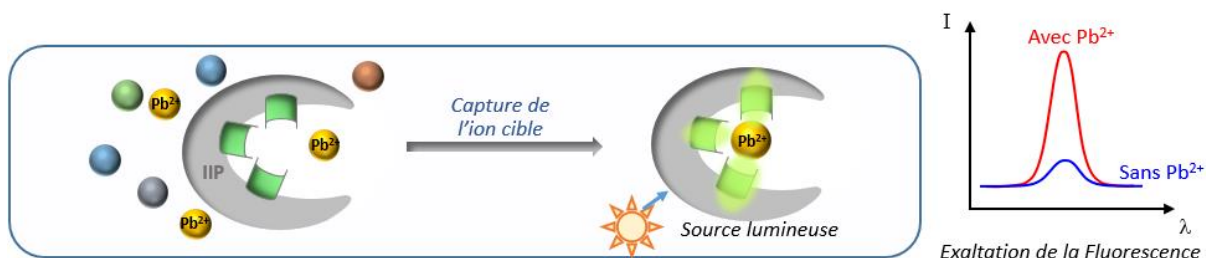 Pb²⁺
Pb²⁺
Pb²⁺
IIP
Capture de
l’ion cible
Pb²⁺
Source lumineuse
I
Avec Pb²⁺
Sans Pb²⁺
λ
Exaltation de la Fluorescence